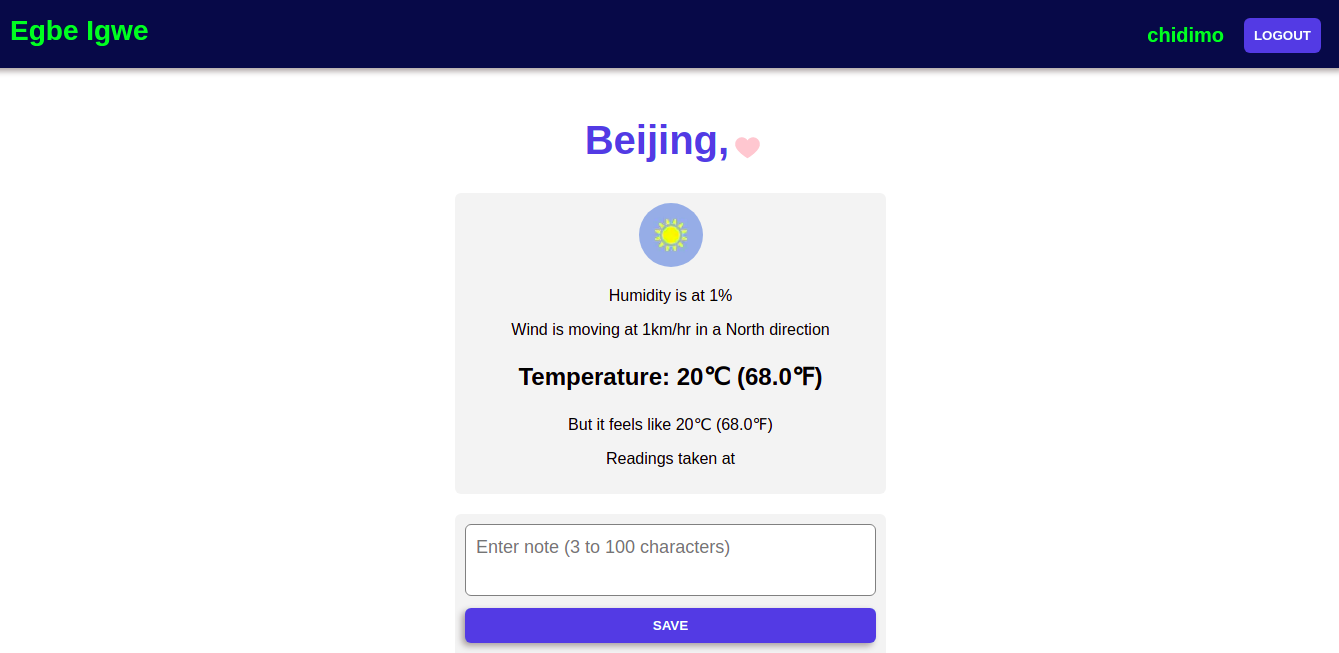 Egbe Igwe
chidimo
LOGOUT
Beijing,
Humidity is at 1%
Wind is moving at 1km/hr in a North direction
Temperature: 20℃ (68.0℉)
But it feels like 20℃ (68.0℉)
Readings taken at
Enter note (3 to 100 characters)
SAVE